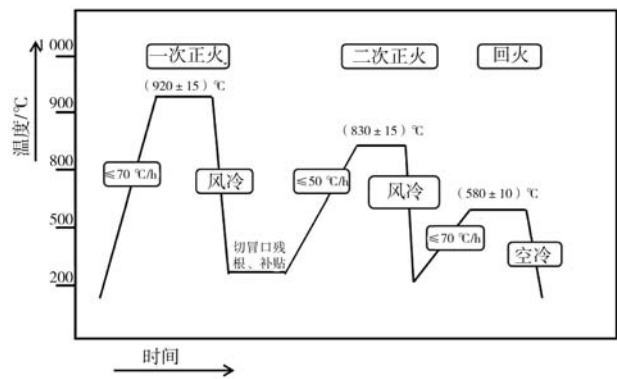 1 000
900
800
500
200
温度/℃
一次正火
二次正火
回火
(920±15)℃
(830±15)℃
(580±10)℃
≤70 ℃/h
风冷
≤50 ℃/h
风冷
≤70 ℃/h
空冷
切冒口残
根、补贴
时间